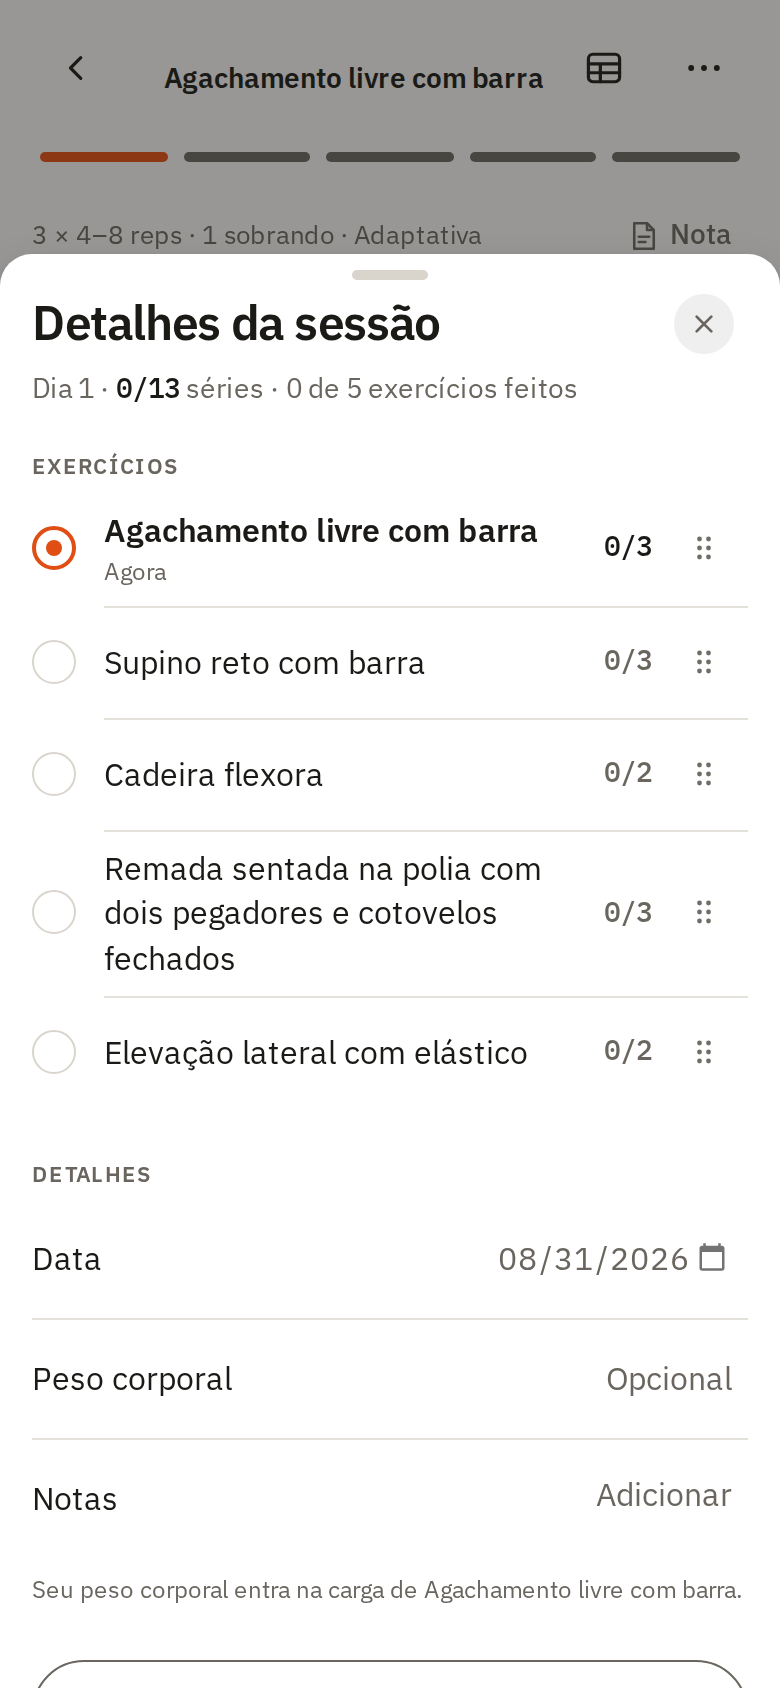 Agachamento livre com barra
3 × 4–8 reps · 1 sobrando · Adaptativa
Nota
Detalhes da sessão
Dia 1 · 0/13 séries · 0 de 5 exercícios feitos
EXERCÍCIOS
Agachamento livre com barra
0/3
Agora
Supino reto com barra
0/3
Cadeira flexora
0/2
Remada sentada na polia com
dois pegadores e cotovelos
fechados
0/3
Elevação lateral com elástico
0/2
DETALHES
Data
08/31/2026
Peso corporal
Opcional
Notas
Adicionar
Seu peso corporal entra na carga de Agachamento livre com barra.